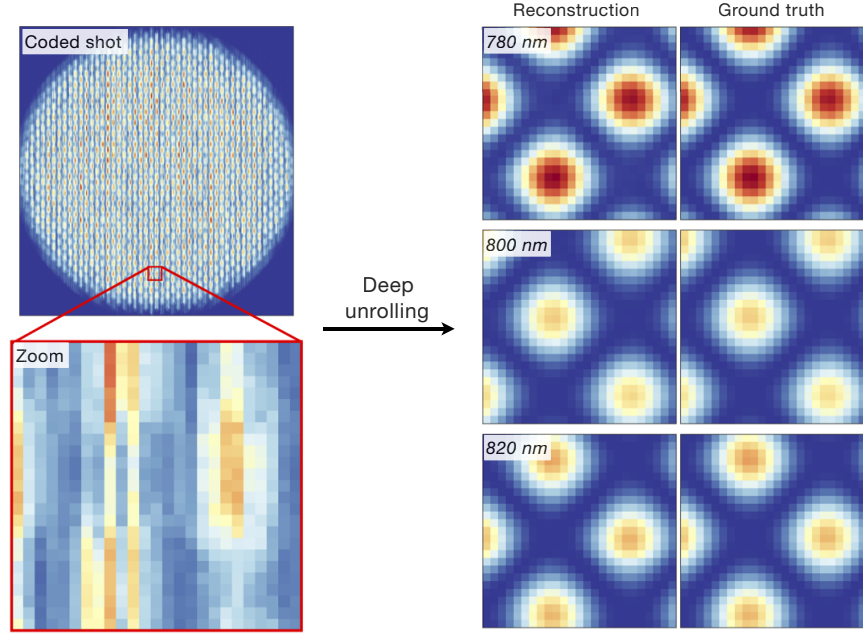 Coded shot
Zoom
Deep
unrolling
Reconstruction
Ground truth
780 nm
800 nm
820 nm